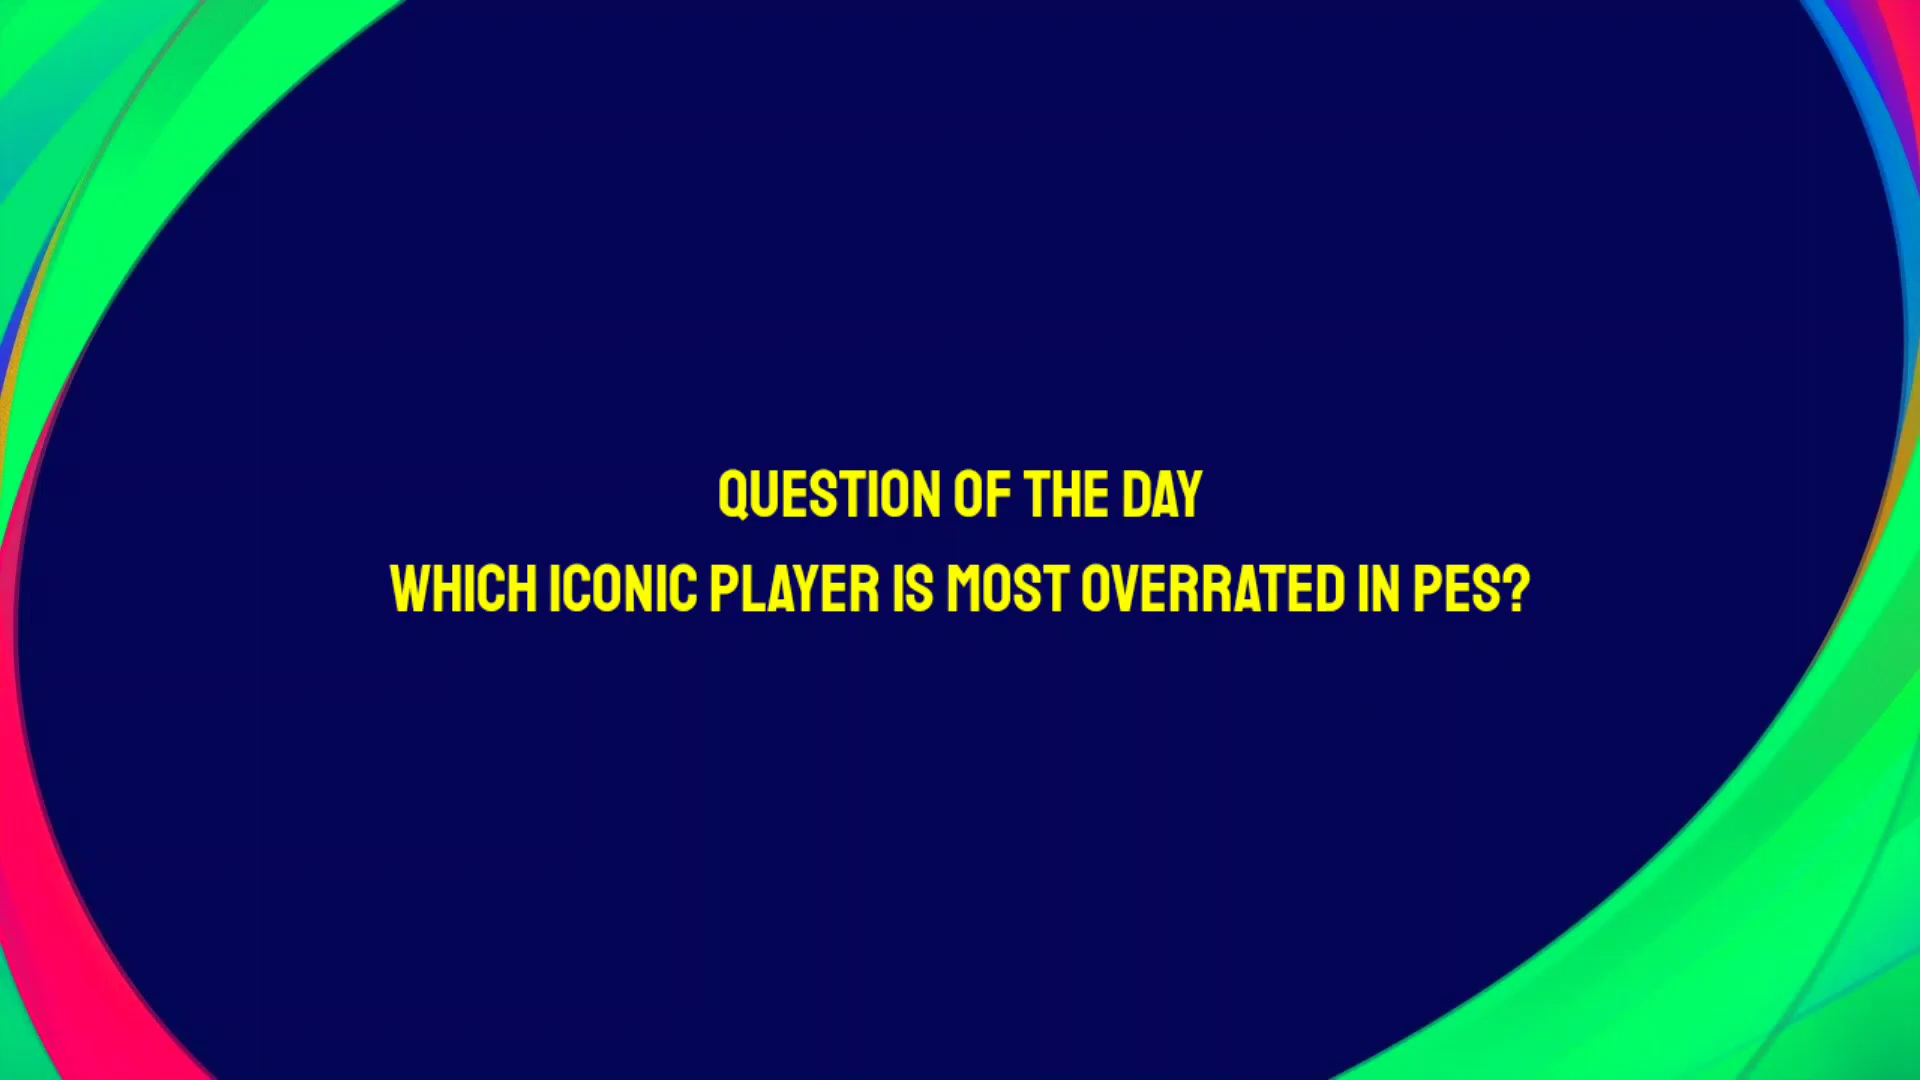 QUESTION OF THE DAY
WHICH ICONIC PLAYER IS MOST OVERRATED IN PES?